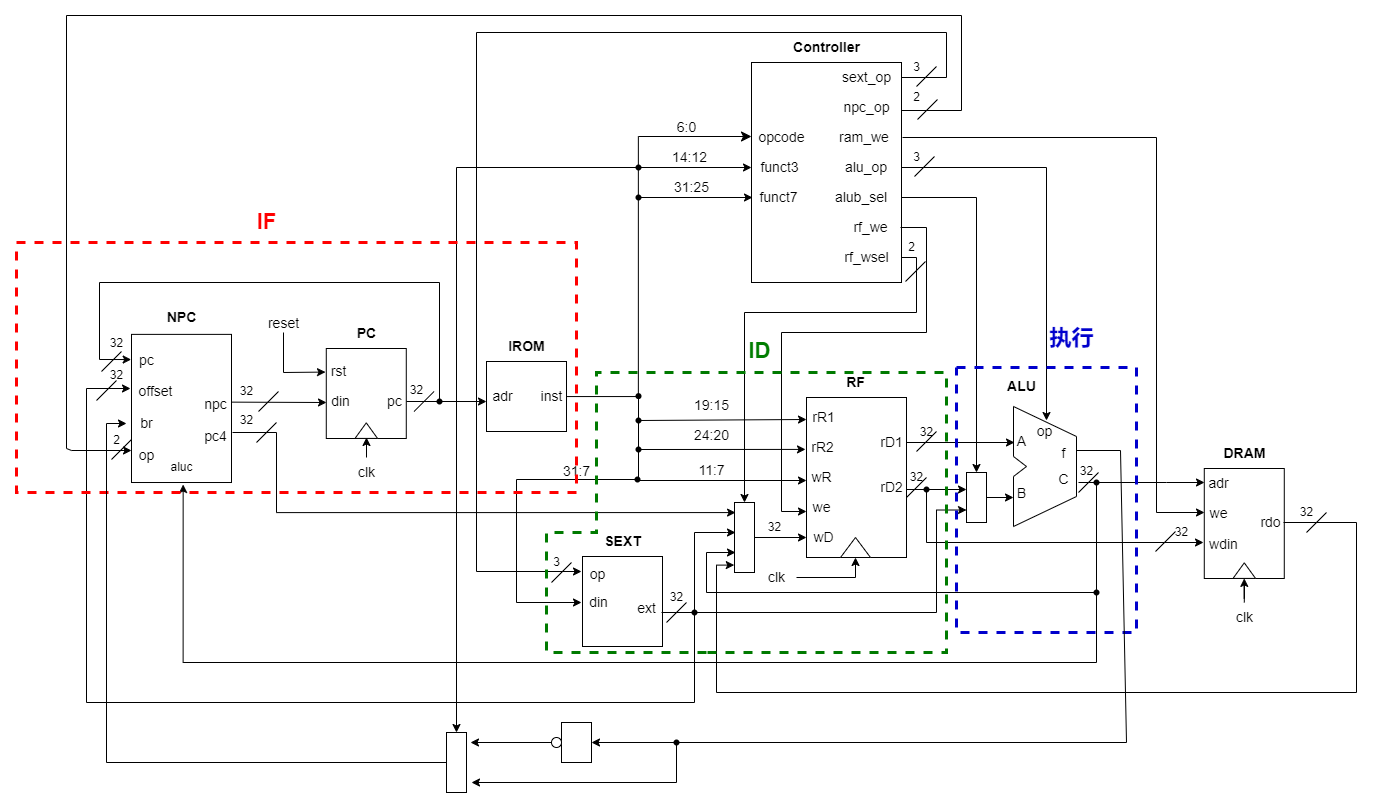 Controller
sext_op
3
npc_op
2
6:0
opcode
ram_we
14:12
funct3
alu_op
3
31:25
funct7
alub_sel
rf_we
rf_wsel
2
IF
NPC
reset
PC
IROM
ID
执行
RF
ALU
DRAM
32
pc
32
offset
br
2
op
aluc
npc
32
pc4
32
rst
din
pc
32
clk
adr
inst
19:15
rR1
24:20
rR2
31:7
11:7
wR
we
wD
32
clk
rD1
32
rD2
32
A
B
op
f
C
32
adr
we
wdin
32
rdo
32
clk
SEXT
3
op
din
ext
32